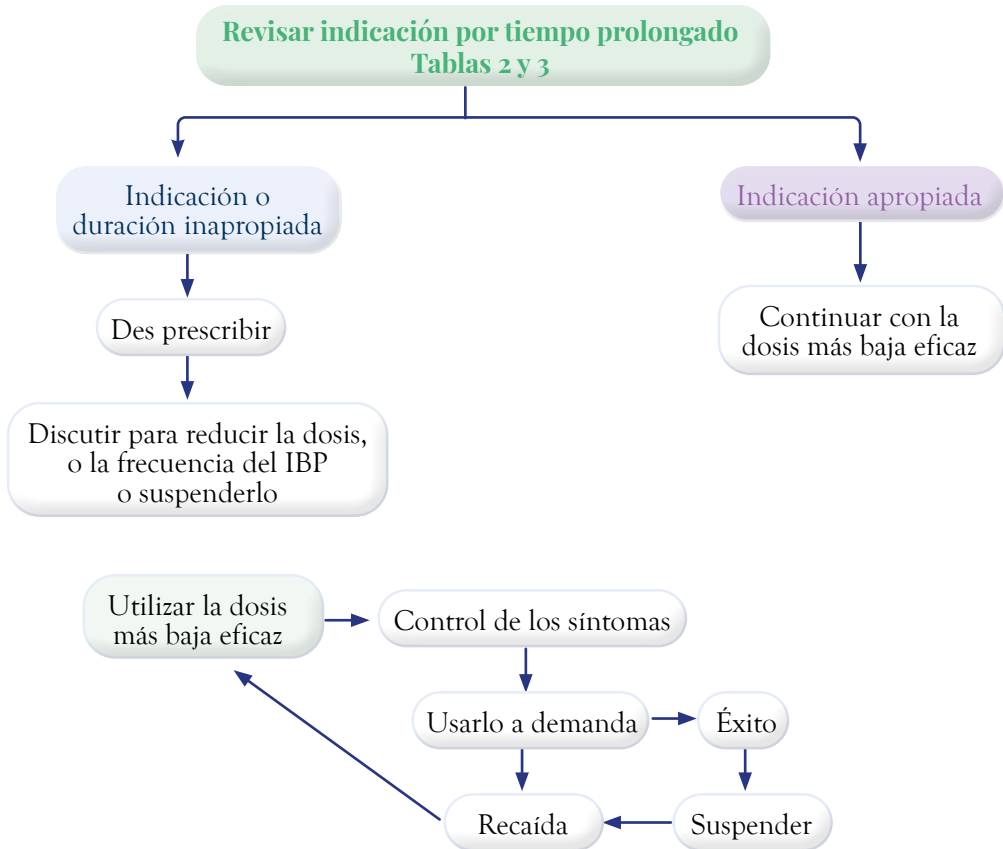 Revisar indicación por tiempo prolongado
Tablas 2 y 3
Indicación o
duración inapropiada
Indicación apropiada
Des prescribir
Continuar con la
dosis más baja eficaz
Discutir para reducir la dosis,
o la frecuencia del IBP
o suspenderlo
Utilizar la dosis
más baja eficaz
Control de los síntomas
Usarlo a demanda
Éxito
Recaída
Suspender